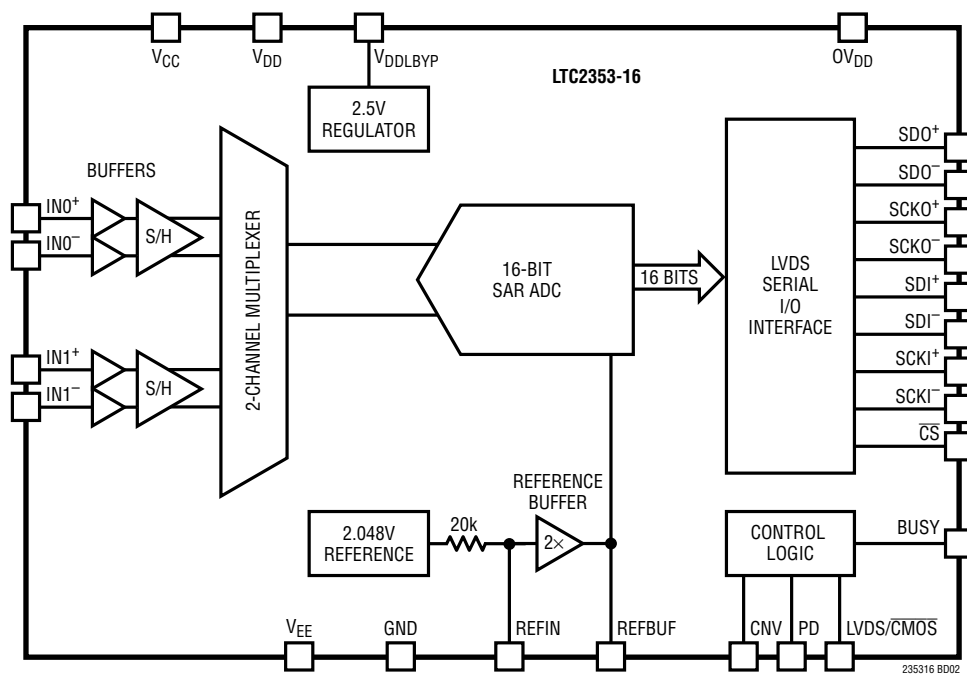 VCC
VDD
VDDLBYP
OVDD
LTC2353-16
2.5V
REGULATOR
BUFFERS
IN0+
IN0−
S/H
IN1+
IN1−
S/H
2-CHANNEL MULTIPLEXER
16-BIT
SAR ADC
16 BITS
LVDS
SERIAL
I/O
INTERFACE
SDO+
SDO−
SCKO+
SCKO−
SDI+
SDI−
SCKI+
SCKI−
CS
2.048V
REFERENCE
20k
REFERENCE
BUFFER
2×
CONTROL
LOGIC
BUSY
VEE
GND
REFIN
REFBUF
CNV
PD
LVDS/CMOS
235316 BD02